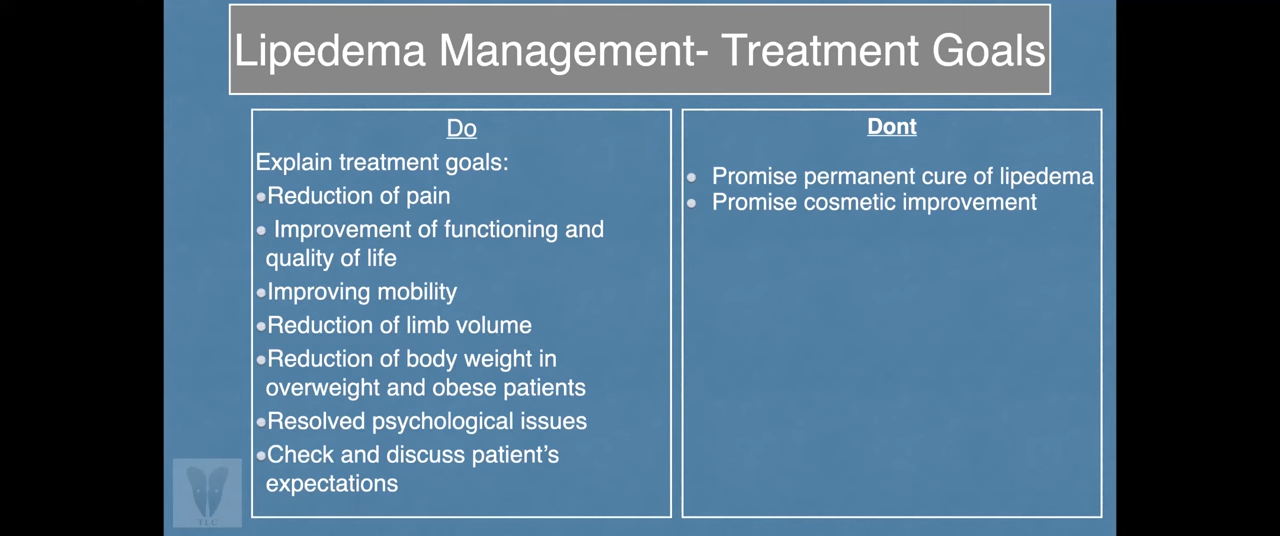 Lipedema Management- Treatment Goals
Do
Explain treatment goals:
•Reduction of pain
• Improvement of functioning and
quality of life
•Improving mobility
•Reduction of limb volume
•Reduction of body weight in
overweight and obese patients
•Resolved psychological issues
•Check and discuss patient’s
expectations
Dont
• Promise permanent cure of lipedema
• Promise cosmetic improvement
TLC